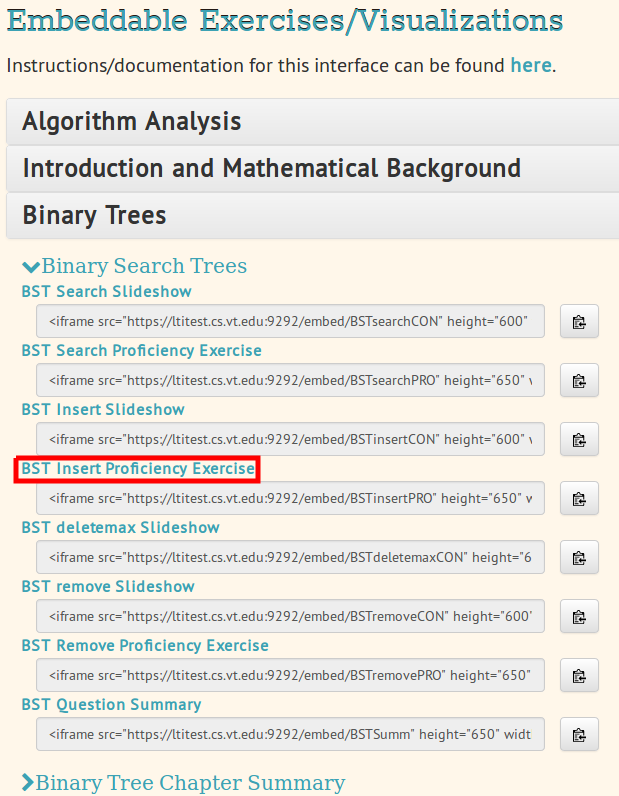 Embeddable Exercises/Visualizations
Instructions/documentation for this interface can be found here.
Algorithm Analysis
Introduction and Mathematical Background
Binary Trees
Binary Search Trees
BST Search Slideshow
<iframe src="https://ltitest.cs.vt.edu:9292/embed/BSTsearchCON" height="600"
BST Search Proficiency Exercise
<iframe src="https://ltitest.cs.vt.edu:9292/embed/BSTsearchPRO" height="650" w
BST Insert Slideshow
<iframe src="https://ltitest.cs.vt.edu:9292/embed/BSTinsertCON" height="600" w
BST Insert Proficiency Exercise
<iframe src="https://ltitest.cs.vt.edu:9292/embed/BSTinsertPRO" height="650" w
BST deletemax Slideshow
<iframe src="https://ltitest.cs.vt.edu:9292/embed/BSTdeletemaxCON" height="6
BST remove Slideshow
<iframe src="https://ltitest.cs.vt.edu:9292/embed/BSTremoveCON" height="600"
BST Remove Proficiency Exercise
<iframe src="https://ltitest.cs.vt.edu:9292/embed/BSTremovePRO" height="650"
BST Question Summary
<iframe src="https://ltitest.cs.vt.edu:9292/embed/BSTSumm" height="650" widt
Binary Tree Chapter Summary